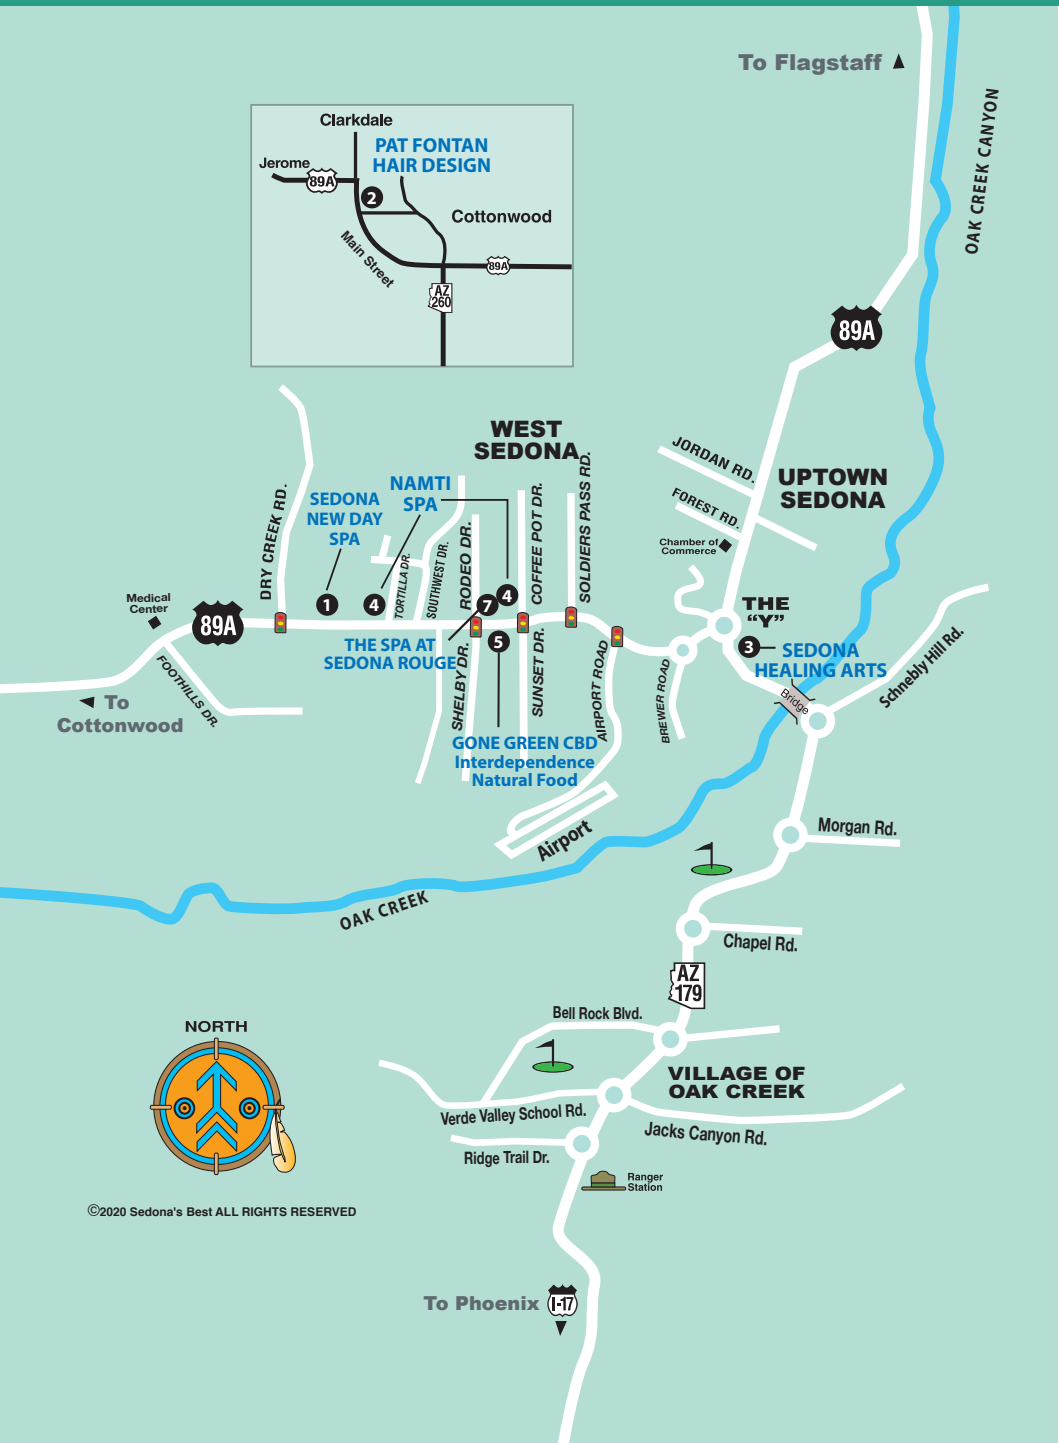 To Flagstaff
OAK CREEK CANYON
Clarkdale
PAT FONTAN
HAIR DESIGN
Jerome
89A
2
Cottonwood
Main Street
89A
AZ
260
89A
WEST
SEDONA
JORDAN RD.
UPTOWN
SEDONA
FOREST RD.
Chamber of
Commerce
NAMTI
SPA
SEDONA
NEW DAY
SPA
DRY CREEK RD.
TORTILLA DR.
SOUTHWEST DR.
RODEO DR.
COFFEE POT DR.
SOLDIERS PASS RD.
Medical
Center
89A
1
4
7
4
THE
“Y”
THE SPA AT
SEDONA ROUGE
5
3
SEDONA
HEALING ARTS
Schnebly Hill Rd.
FOOTHILLS DR.
SHELBY DR.
SUNSET DR.
AIRPORT ROAD
BREWER ROAD
Bridge
To
Cottonwood
GONE GREEN CBD
Interdependence
Natural Food
Airport
Morgan Rd.
OAK CREEK
Chapel Rd.
AZ
179
Bell Rock Blvd.
NORTH
VILLAGE OF
OAK CREEK
Verde Valley School Rd.
Jacks Canyon Rd.
Ridge Trail Dr.
Ranger
Station
©2020 Sedona's Best ALL RIGHTS RESERVED
To Phoenix
I-17